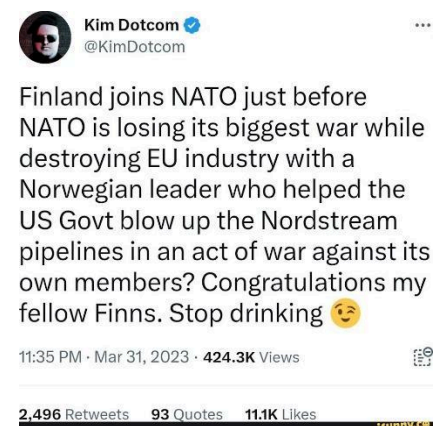 Kim Dotcom
@KimDotcom
Finland joins NATO just before
NATO is losing its biggest war while
destroying EU industry with a
Norwegian leader who helped the
US Govt blow up the Nordstream
pipelines in an act of war against its
own members? Congratulations my
fellow Finns. Stop drinking 😉
11:35 PM · Mar 31, 2023 · 424.3K Views
2,496 Retweets 93 Quotes 11.1K Likes